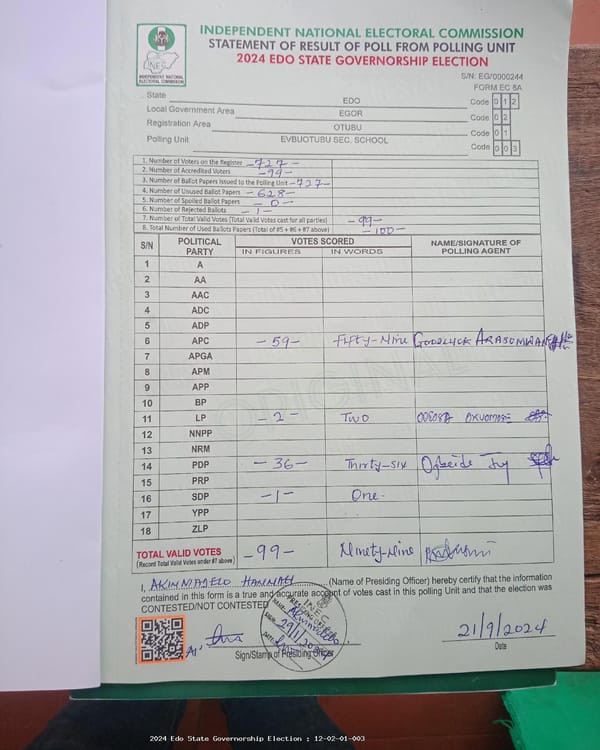 INDEPENDENT NATIONAL ELECTORAL COMMISSION
STATEMENT OF RESULT OF POLL FROM POLLING UNIT
2024 EDO STATE GOVERNORSHIP ELECTION
INEC
INDEPENDENT NATIONAL
ELECTORAL COMMISSION
S/N: EG/0000244
FORM EC 8A
State EDO Code 0 1 2
Local Government Area EGOR Code 0 2
Registration Area OTUBU Code 0 1
Polling Unit EVBUOTUBU SEC. SCHOOL Code 0 0 3
1. Number of Voters on the Register -727-
2. Number of Accredited Voters -99-
3. Number of Ballot Papers Issued to the Polling Unit -727-
4. Number of Unused Ballot Papers -628-
5. Number of Spoiled Ballot Papers -0-
6. Number of Rejected Ballots -1-
7. Number of Total Valid Votes (Total Valid Votes cast for all parties) -99-
8. Total Number of Used Ballots Papers (Total of #5 + #6 + #7 above) -100-
S/N POLITICAL PARTY VOTES SCORED NAME/SIGNATURE OF POLLING AGENT
IN FIGURES IN WORDS
1 A
2 AA
3 AAC
4 ADC
5 ADP
6 APC -59- Fifty-Nine GOODLUCK
7 APGA
8 APM
9 APP
10 BP
11 LP -2- Two
12 NNPP
13 NRM
14 PDP -36- Thirty-six Ogbeide Joy
15 PRP
16 SDP -1- One
17 YPP
18 ZLP
TOTAL VALID VOTES -99- Ninety-Nine
(Record Total Valid Votes under #7 above)
I, HANNAH (Name of Presiding Officer) hereby certify that the information
contained in this form is a true and accurate account of votes cast in this polling Unit and that the election was
CONTESTED/NOT CONTESTED
INEC
PRESIDING OFFICER
21/9/2024
Sign/Stamp of Presiding Officer
Date
2024 Edo State Governorship Election : 12-02-01-003